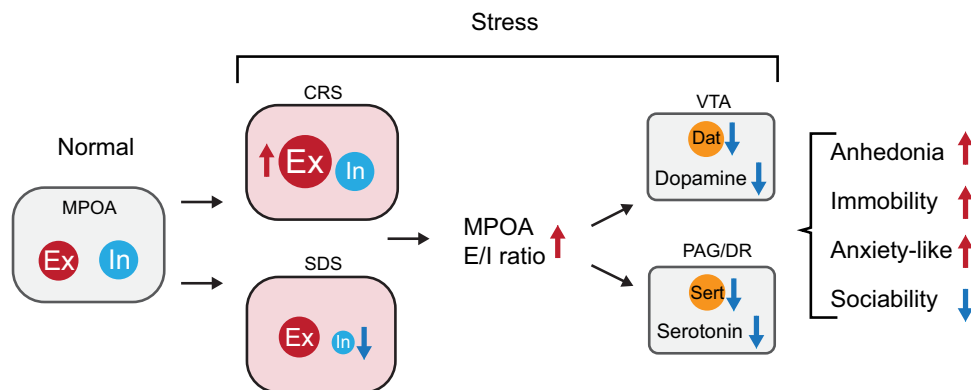 Stress
Normal
MPOA
Ex
In
CRS
Ex
In
SDS
Ex
In
MPOA
E/I ratio
VTA
Dat
Dopamine
PAG/DR
Sert
Serotonin
Anhedonia
Immobility
Anxiety-like
Sociability